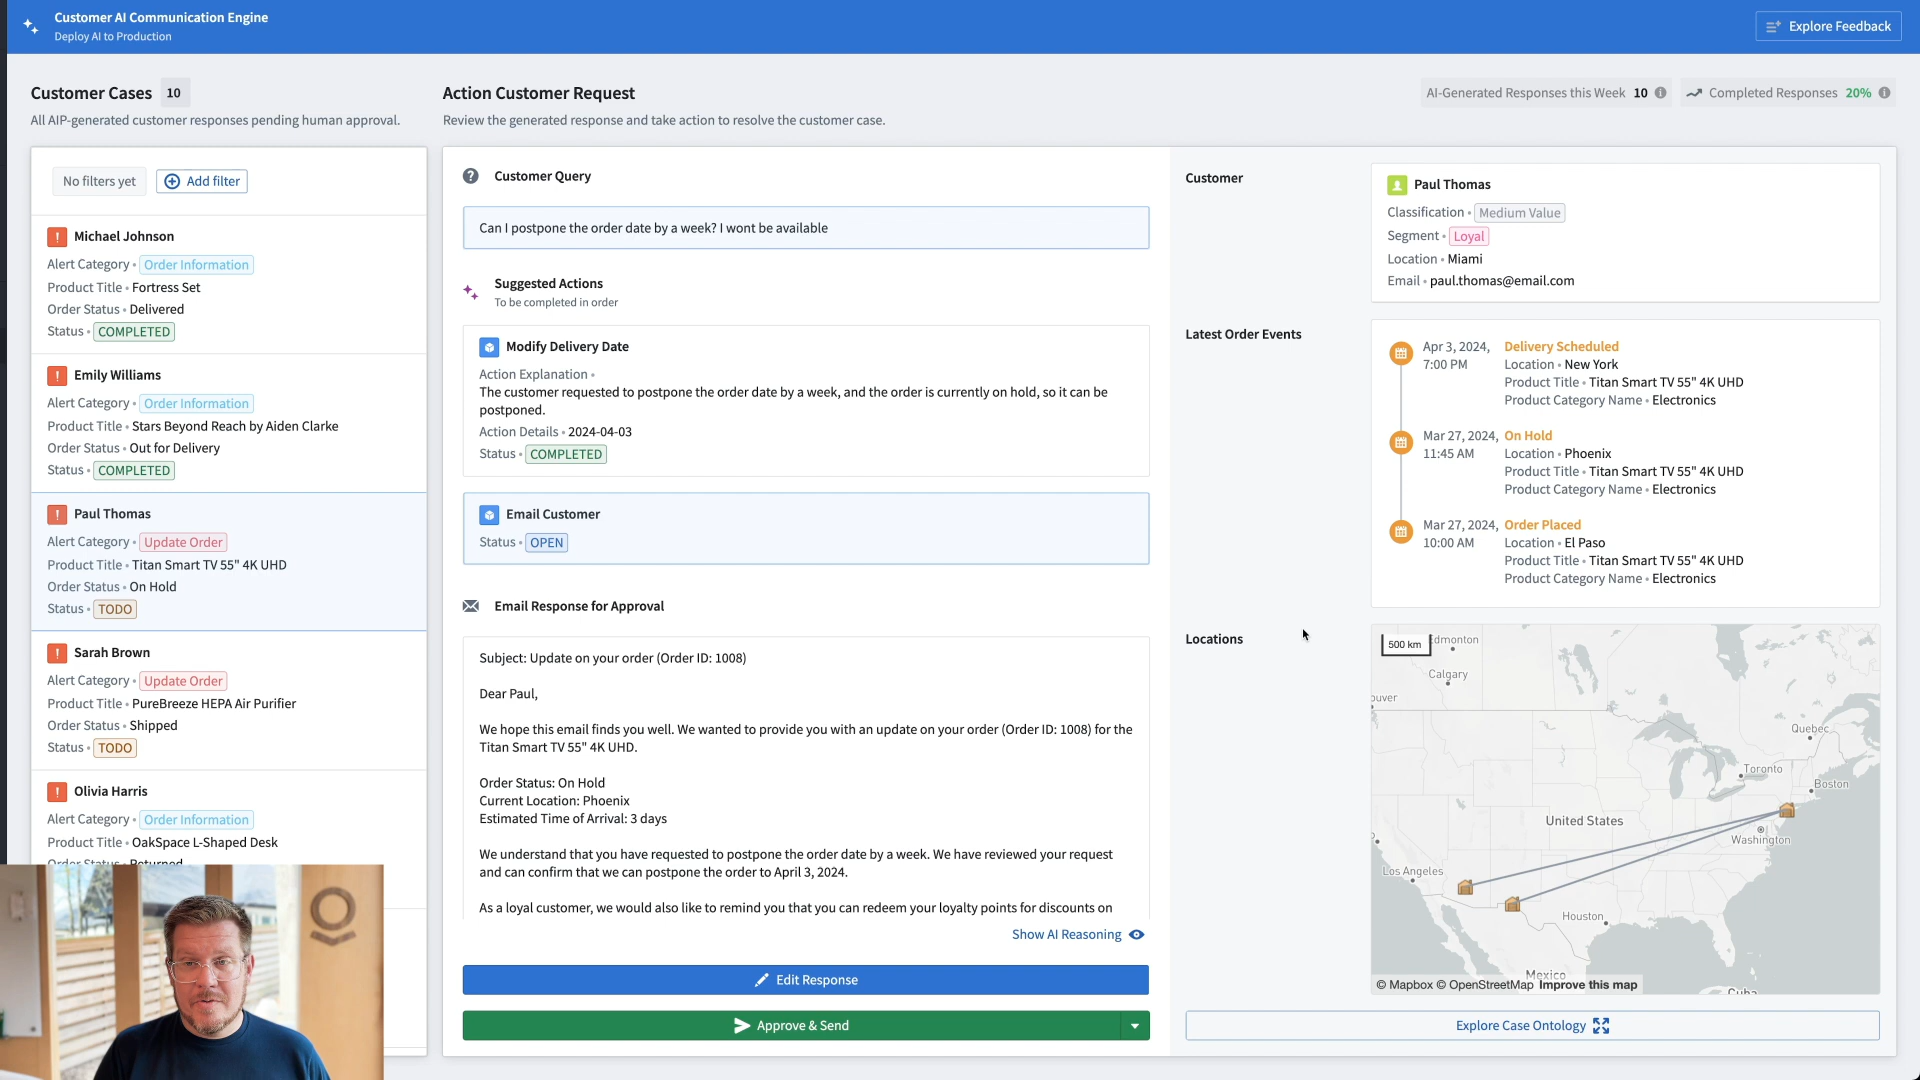 Customer AI Communication Engine
Deploy AI to Production
Explore Feedback
Customer Cases 10
All AIP-generated customer responses pending human approval.
Action Customer Request
Review the generated response and take action to resolve the customer case.
AI-Generated Responses this Week 10
Completed Responses 20%
No filters yet
Add filter
Michael Johnson
Alert Category • Order Information
Product Title • Fortress Set
Order Status • Delivered
Status • COMPLETED
Emily Williams
Alert Category • Order Information
Product Title • Stars Beyond Reach by Aiden Clarke
Order Status • Out for Delivery
Status • COMPLETED
Paul Thomas
Alert Category • Update Order
Product Title • Titan Smart TV 55" 4K UHD
Order Status • On Hold
Status • TODO
Sarah Brown
Alert Category • Update Order
Product Title • PureBreeze HEPA Air Purifier
Order Status • Shipped
Status • TODO
Olivia Harris
Alert Category • Order Information
Product Title • OakSpace L-Shaped Desk
Order Status • Returned
Customer Query
Can I postpone the order date by a week? I wont be available
Suggested Actions
To be completed in order
Modify Delivery Date
Action Explanation •
The customer requested to postpone the order date by a week, and the order is currently on hold, so it can be
postponed.
Action Details • 2024-04-03
Status • COMPLETED
Email Customer
Status • OPEN
Email Response for Approval
Subject: Update on your order (Order ID: 1008)
Dear Paul,
We hope this email finds you well. We wanted to provide you with an update on your order (Order ID: 1008) for the
Titan Smart TV 55" 4K UHD.
Order Status: On Hold
Current Location: Phoenix
Estimated Time of Arrival: 3 days
We understand that you have requested to postpone the order date by a week. We have reviewed your request
and can confirm that we can postpone the order to April 3, 2024.
As a loyal customer, we would also like to remind you that you can redeem your loyalty points for discounts on
Show AI Reasoning
Edit Response
Approve & Send
Customer
Paul Thomas
Classification • Medium Value
Segment • Loyal
Location • Miami
Email • paul.thomas@email.com
Latest Order Events
Apr 3, 2024,
7:00 PM
Delivery Scheduled
Location • New York
Product Title • Titan Smart TV 55" 4K UHD
Product Category Name • Electronics
Mar 27, 2024,
11:45 AM
On Hold
Location • Phoenix
Product Title • Titan Smart TV 55" 4K UHD
Product Category Name • Electronics
Mar 27, 2024,
10:00 AM
Order Placed
Location • El Paso
Product Title • Titan Smart TV 55" 4K UHD
Product Category Name • Electronics
Locations
500 km
Edmonton
Calgary
ouver
Quebec
Toronto
Boston
United States
Washington
Los Angeles
Houston
Mexico
Cuba
© Mapbox © OpenStreetMap Improve this map
Explore Case Ontology